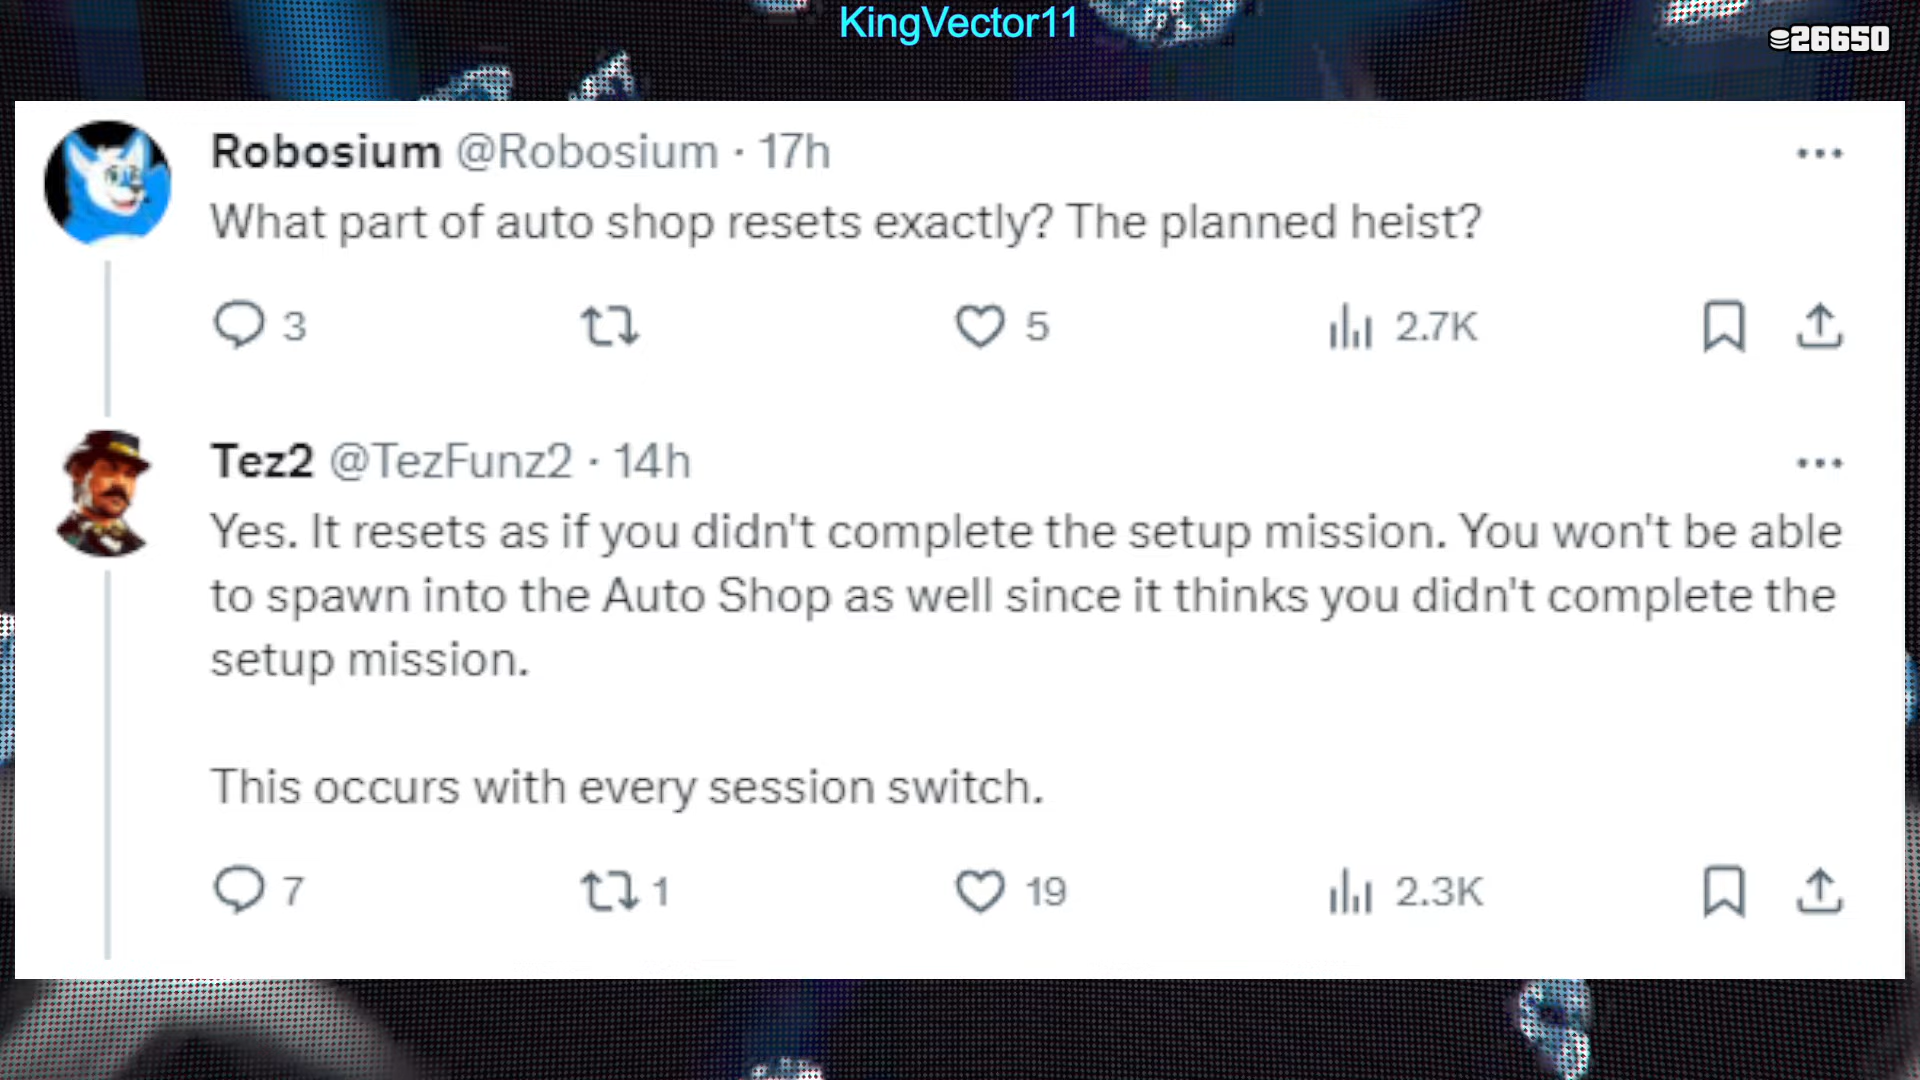 KingVector11
26650
Robosium @Robosium · 17h
What part of auto shop resets exactly? The planned heist?
3 5 2.7K
Tez2 @TezFunz2 · 14h
Yes. It resets as if you didn't complete the setup mission. You won't be able
to spawn into the Auto Shop as well since it thinks you didn't complete the
setup mission.
This occurs with every session switch.
7 1 19 2.3K